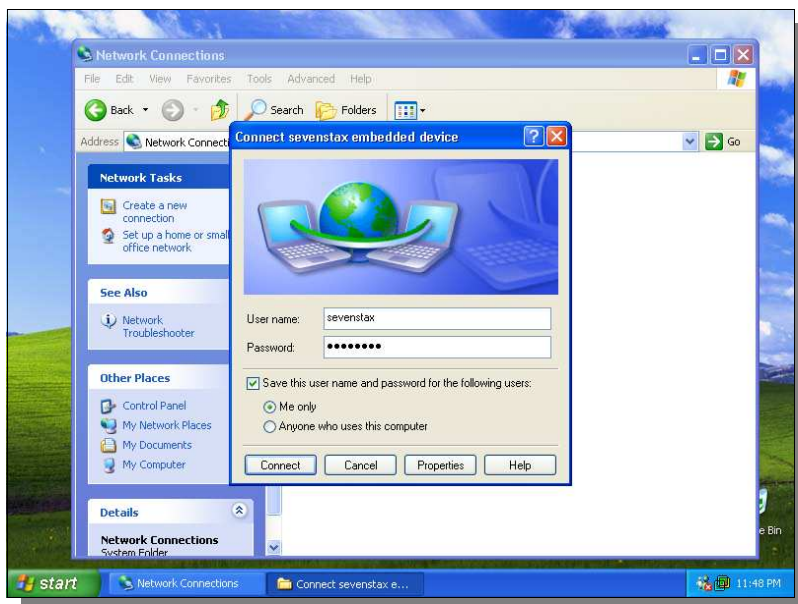 Network Connections
File Edit View Favorites Tools Advanced Help
Back Search Folders
Address Network Connecti Go
Connect sevenstax embedded device
Network Tasks
Create a new
connection
Set up a home or small
office network
See Also
Network
Troubleshooter
Other Places
Control Panel
My Network Places
My Documents
My Computer
Details
Network Connections
System Folder
User name: sevenstax
Password: ••••••••
Save this user name and password for the following users:
Me only
Anyone who uses this computer
Connect Cancel Properties Help
e Bin
start Network Connections Connect sevenstax e... 11:48 PM